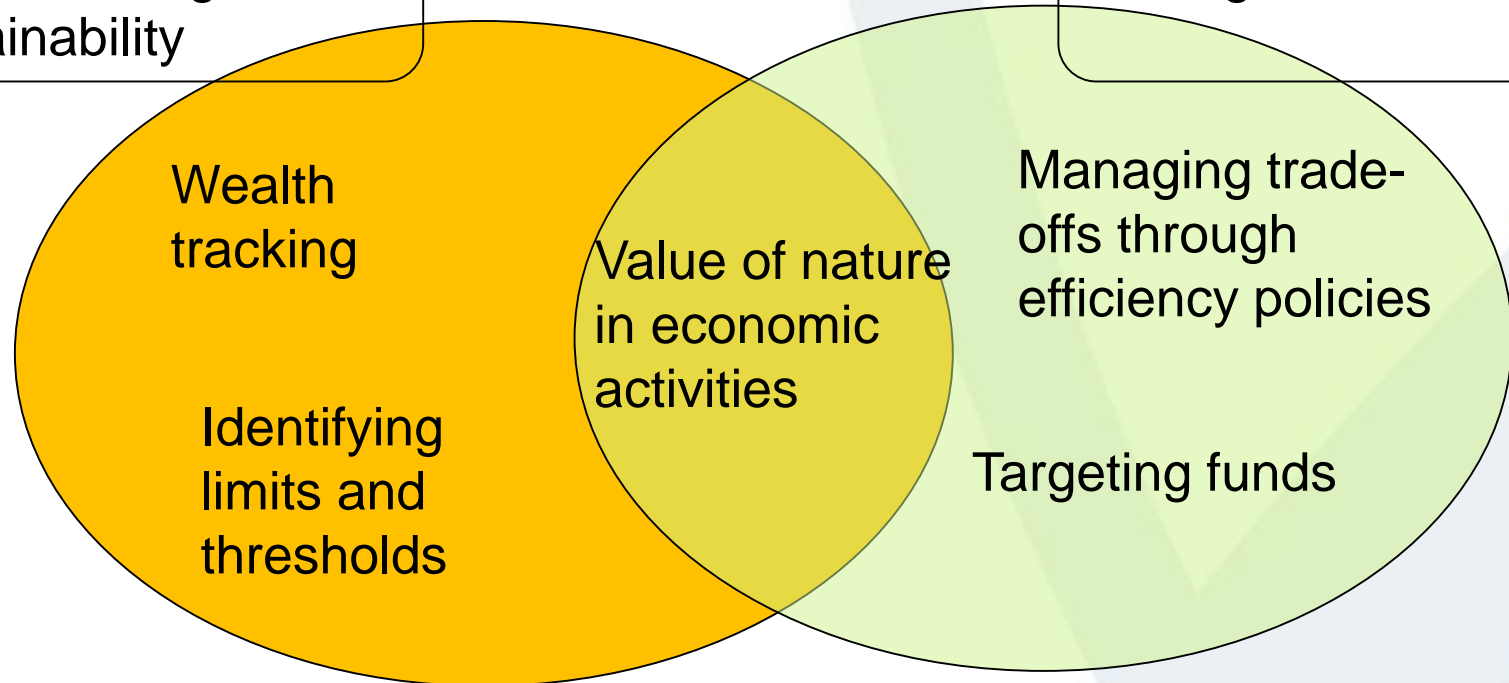 Wealth
tracking
Identifying
limits and
thresholds
Value of nature
in economic
activities
Managing trade-
offs through
efficiency policies
Targeting funds